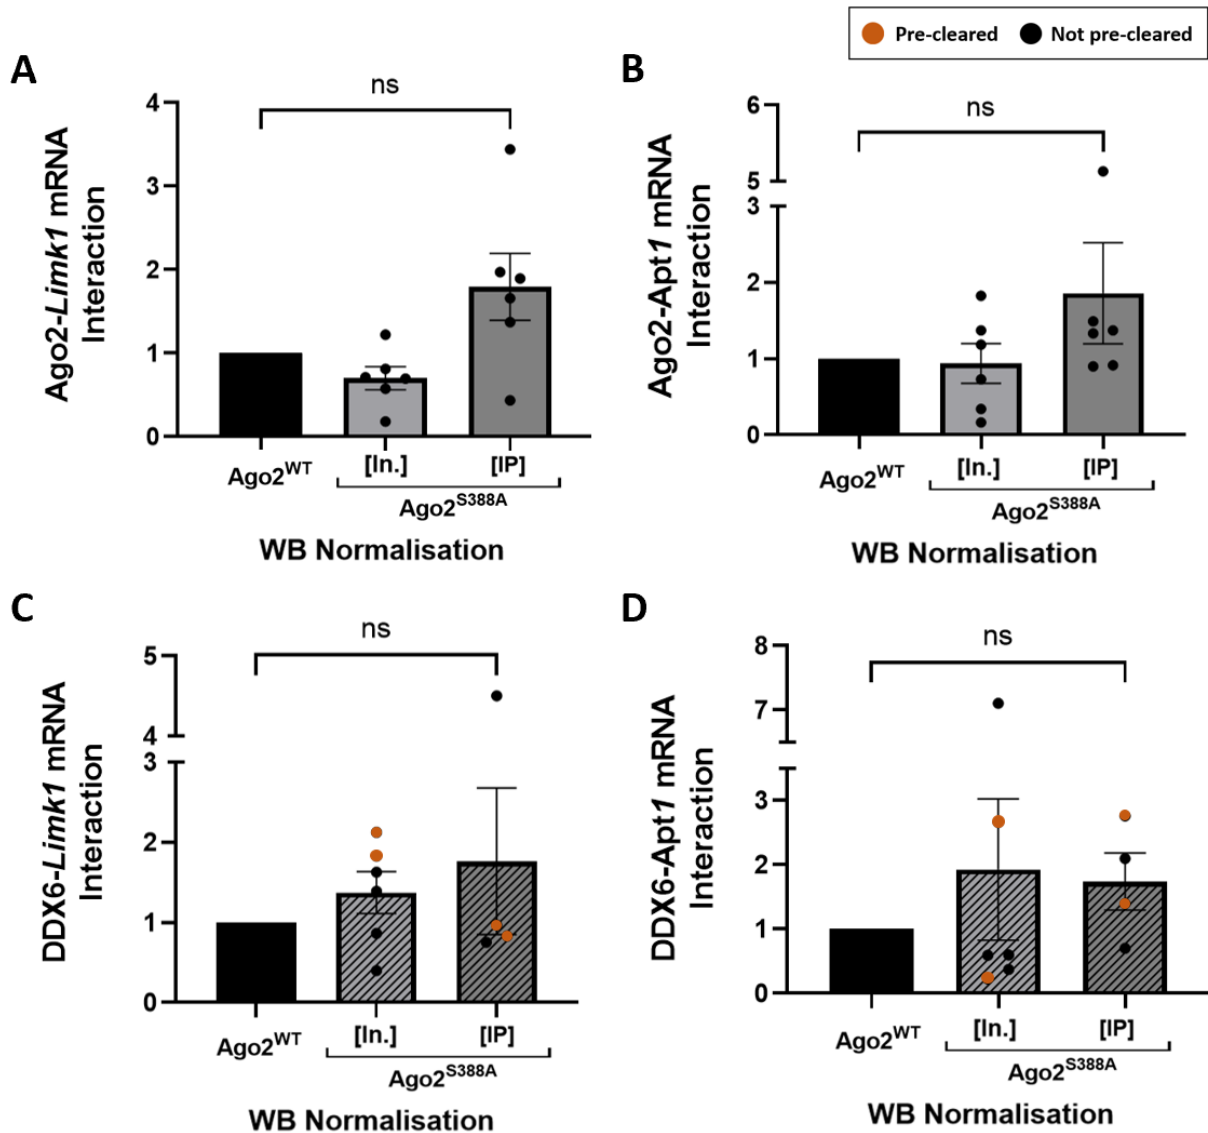 Pre-cleared Not pre-cleared
A
ns
Ago2-Limk1 mRNA
Interaction
4
3
2
1
0
Ago2WT
[In.]
[IP]
Ago2S388A
WB Normalisation
B
ns
Ago2-Apt1 mRNA
Interaction
6
5
3
2
1
0
Ago2WT
[In.]
[IP]
Ago2S388A
WB Normalisation
C
ns
DDX6-Limk1 mRNA
Interaction
5
4
3
2
1
0
Ago2WT
[In.]
[IP]
Ago2S388A
WB Normalisation
D
ns
DDX6-Apt1 mRNA
Interaction
8
7
3
2
1
0
Ago2WT
[In.]
[IP]
Ago2S388A
WB Normalisation